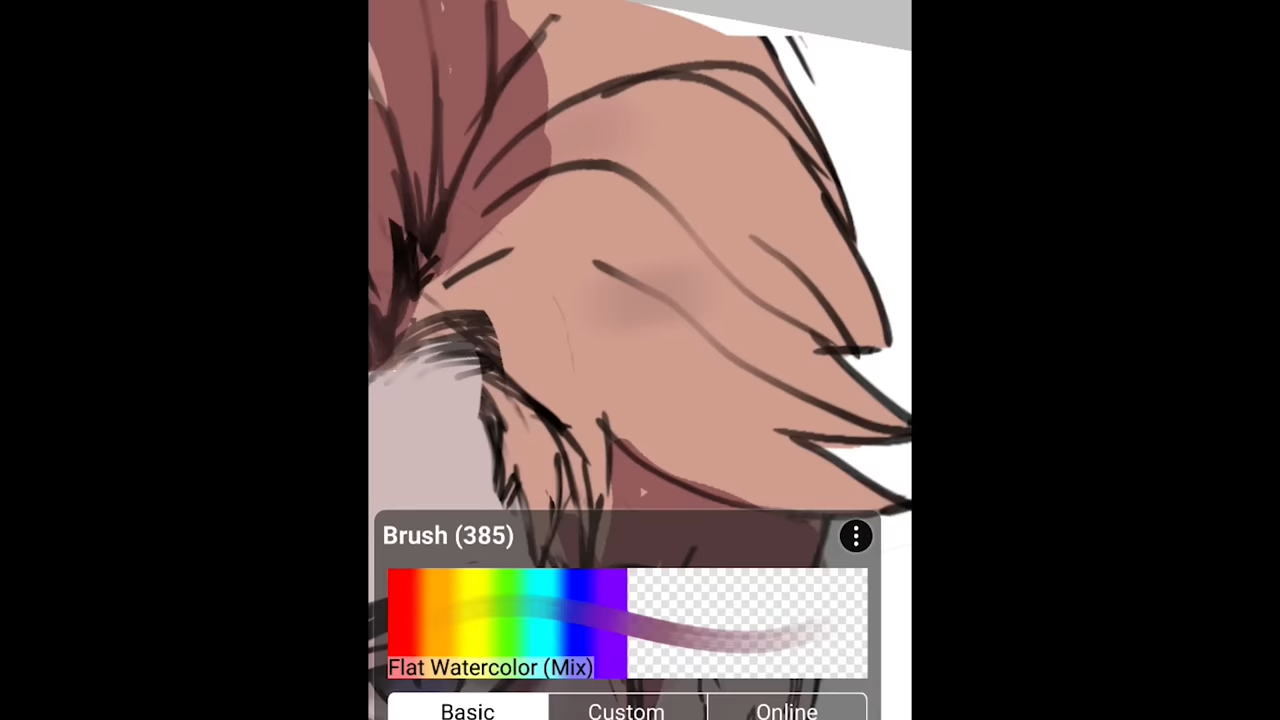 Brush (385)
Flat Watercolor (Mix)
Basic
Custom
Online